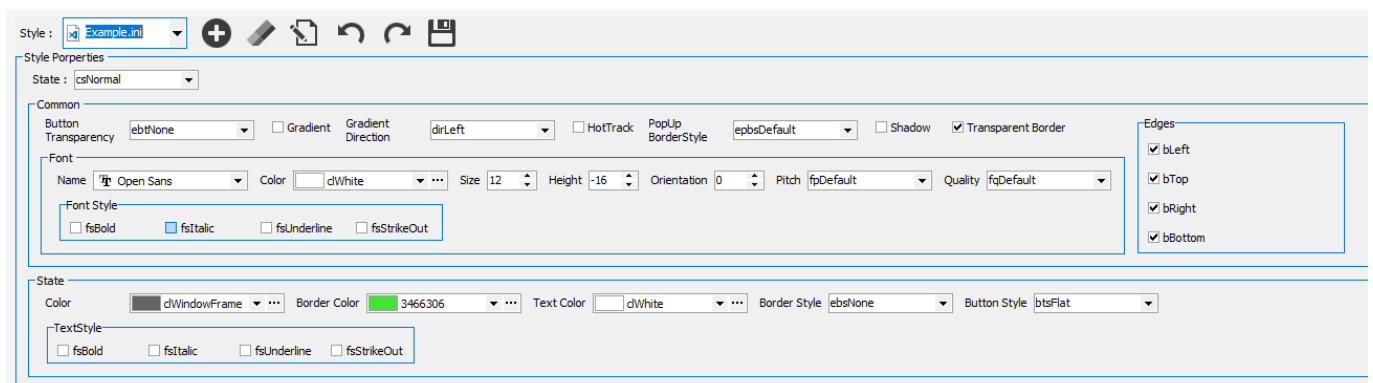 Style : Example.ini
Style Porperties
State : csNormal
Common
Button Transparency ebtNone Gradient Gradient Direction dirLeft HotTrack PopUp BorderStyle epbsDefault Shadow Transparent Border
Edges
bLeft
bTop
bRight
bBottom
Font
Name Open Sans Color clWhite Size 12 Height -16 Orientation 0 Pitch fpDefault Quality fqDefault
Font Style
fsBold fsItalic fsUnderline fsStrikeOut
State
Color clWindowFrame Border Color 3466306 Text Color clWhite Border Style ebsNone Button Style btsFlat
TextStyle
fsBold fsItalic fsUnderline fsStrikeOut